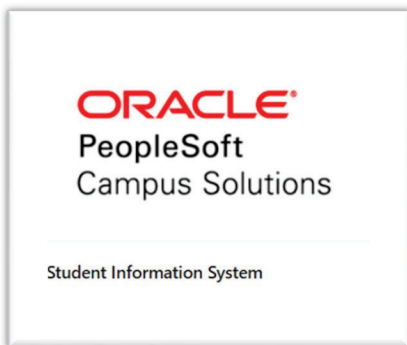 ORACLE®
PeopleSoft
Campus Solutions
Student Information System